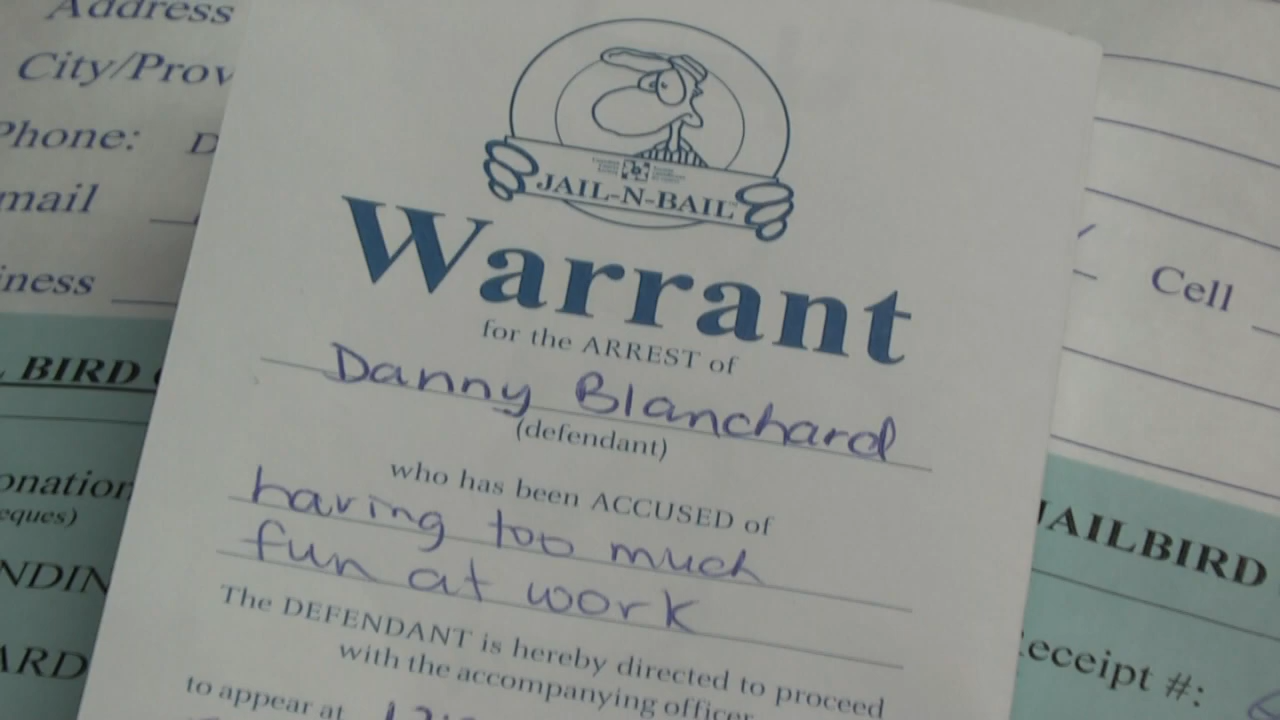 Address
City/Prov
Phone: D
mail
iness
Cell
JAIL-N-BAIL
Warrant
for the ARREST of
Danny Blanchard
(defendant)
who has been ACCUSED of
having too much
fun at work
The DEFENDANT is hereby directed to proceed
with the accompanying officer
to appear at
BIRD
onation
eques)
NDIN
ARD
JAILBIRD
Receipt #: